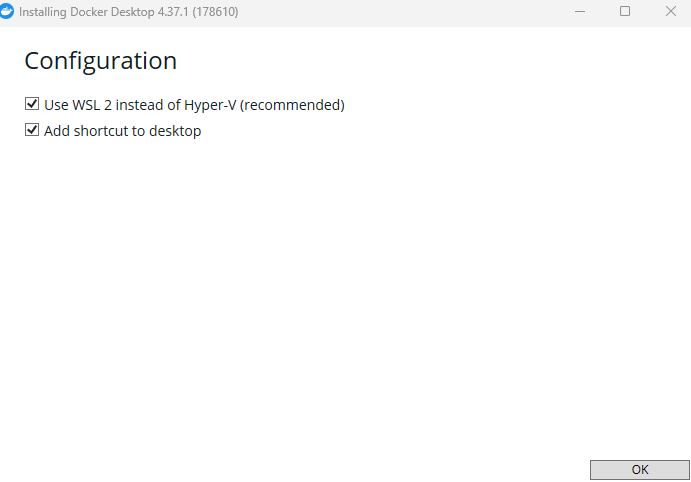 Installing Docker Desktop 4.37.1 (178610)
Configuration
Use WSL 2 instead of Hyper-V (recommended)
Add shortcut to desktop
OK